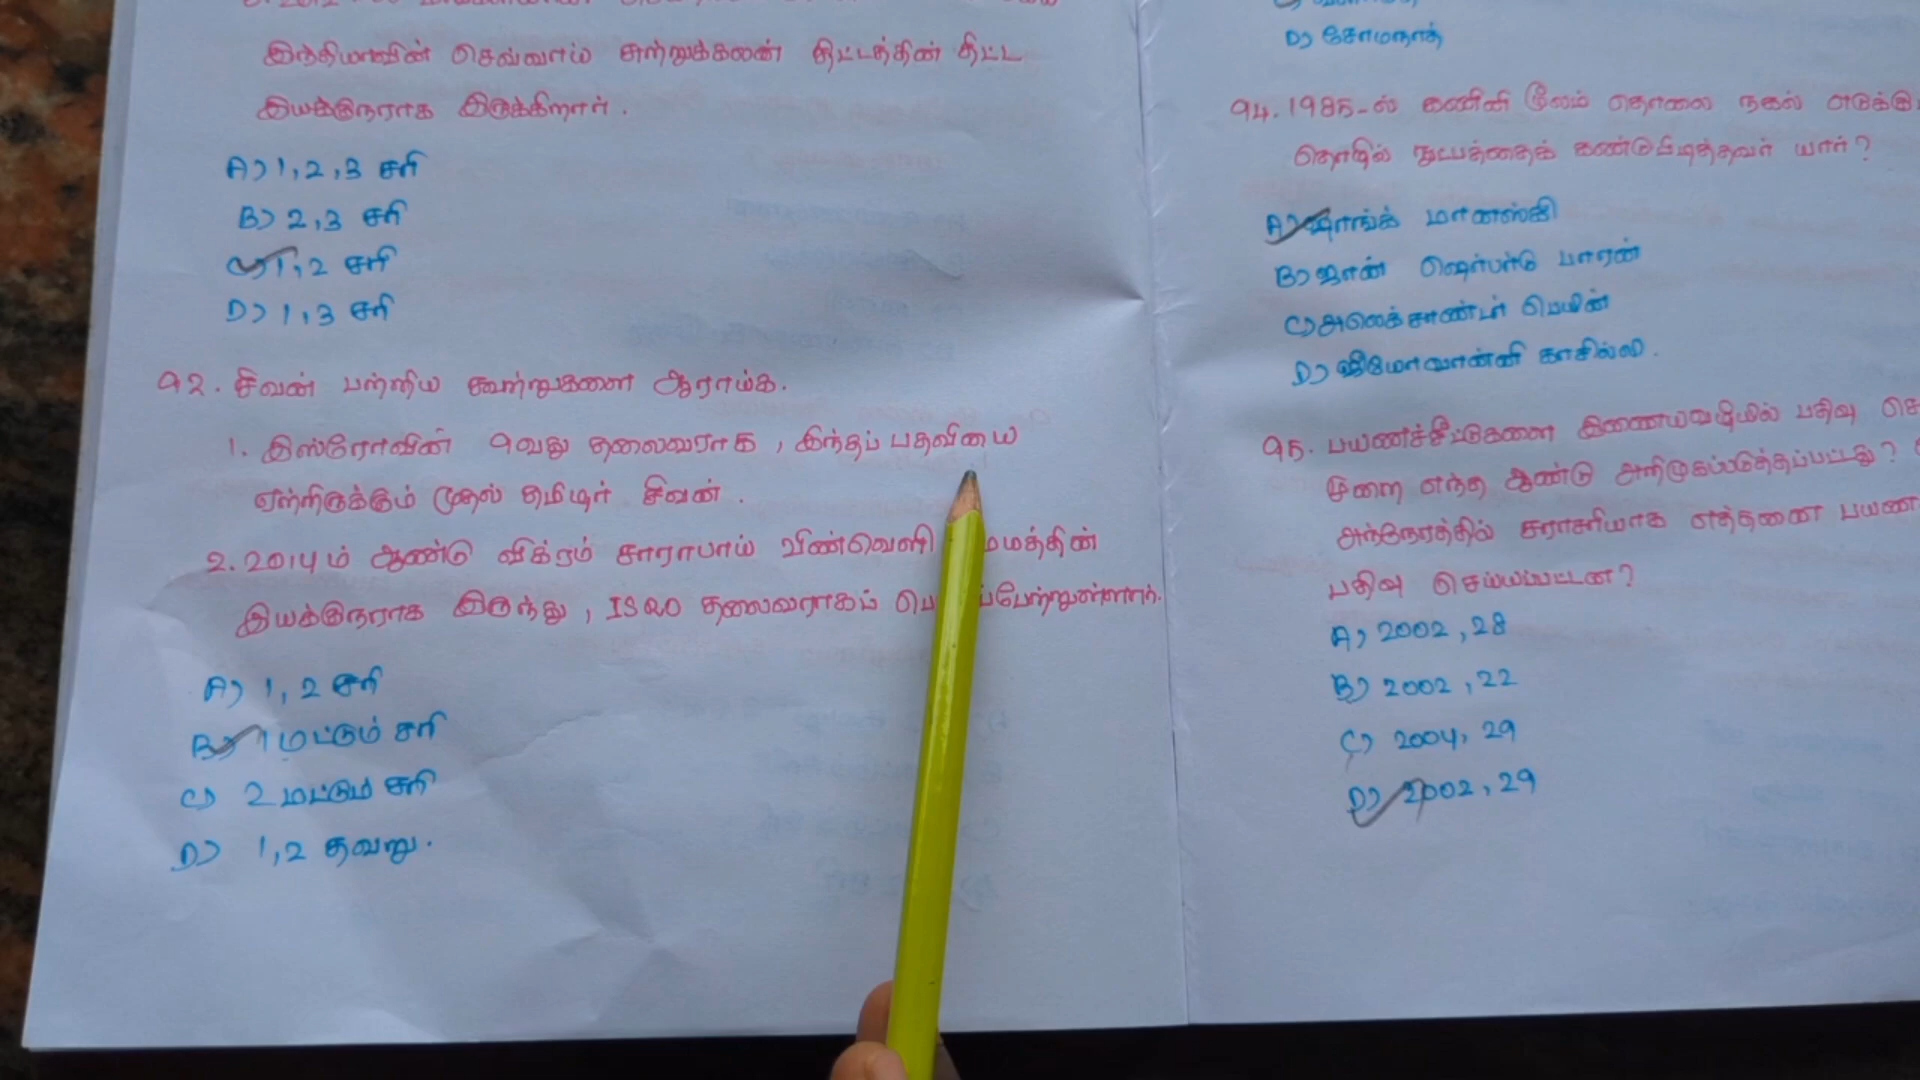 இந்தியாவின் செவ்வாய் சுற்றுக்கலன் திட்டத்தின் திட்ட
இயக்குநராக இருக்கிறார்.
A) 1, 2, 3 சரி
B) 2, 3 சரி
C) 1, 2 சரி
D) 1, 3 சரி
92. சிவன் பற்றிய கூற்றுகளை ஆராய்க.
1. இஸ்ரோவின் 9வது தலைவராக, இந்தப் பதவியை
ஏற்றிருக்கும் முதல் தமிழர் சிவன்.
2. 2014ம் ஆண்டு விக்ரம் சாராபாய் விண்வெளி
இயக்குநராக இருந்து, ISRO தலைவராகப்
A) 1, 2 சரி
B) 1 மட்டும் சரி
C) 2 மட்டும் சரி
D) 1, 2 தவறு.
D) சோமநாத்
94. 1985-ல் கணினி மூலம் தொலை நகல்
தொழில் நுட்பத்தைக் கண்டுபிடித்தவர் யார்?
A) ஹாங்க் மாக்னஸ்கி
B) ஜான் ஷெப்பர்டு பாரன்
C) அலெக்சாண்டர் பெயின்
D) ஜியோவான்னி காசில்லி.
95. பயணச்சீட்டுகளை இணையவழியில் பதிவு
முறை எந்த ஆண்டு அறிமுகப்படுத்தப்பட்டது?
அந்நேரத்தில் சராசரியாக எத்தனை
பதிவு செய்யப்பட்டன?
A) 2002, 28
B) 2002, 22
C) 2004, 29
D) 2002, 29